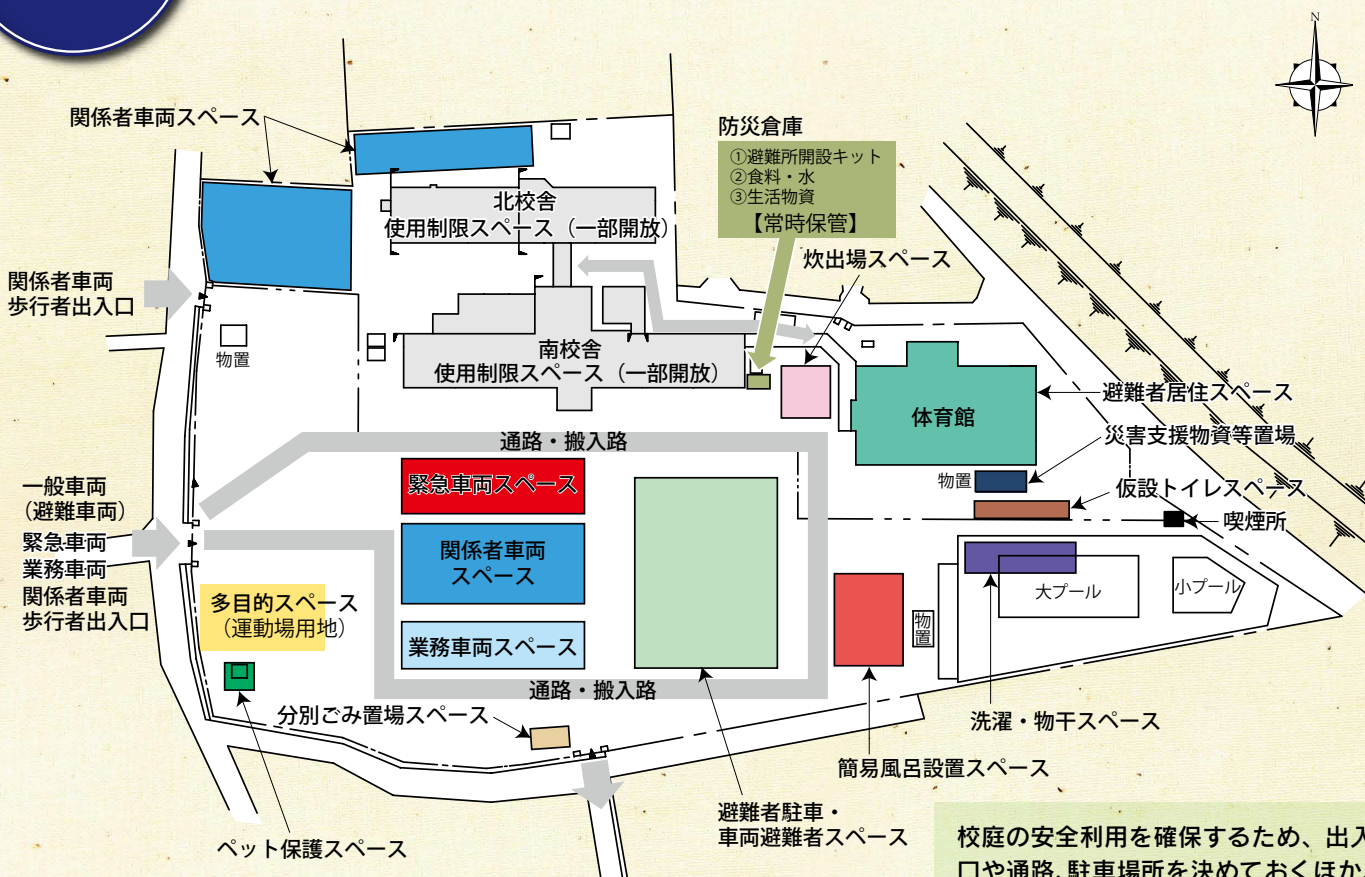 N
関係者車両スペース
防災倉庫
①避難所開設キット
②食料・水
③生活物資
【常時保管】
北校舎
使用制限スペース（一部開放）
炊出場スペース
関係者車両
歩行者出入口
物置
南校舎
使用制限スペース（一部開放）
体育館
避難者居住スペース
災害支援物資等置場
物置
仮設トイレスペース
喫煙所
通路・搬入路
緊急車両スペース
一般車両
（避難車両）
緊急車両
業務車両
関係者車両
歩行者出入口
関係者車両
スペース
多目的スペース
（運動場用地）
業務車両スペース
大プール
小プール
物置
通路・搬入路
分別ごみ置場スペース
洗濯・物干スペース
簡易風呂設置スペース
避難者駐車・
車両避難者スペース
ペット保護スペース
校庭の安全利用を確保するため、出入
口や通路、駐車場所を決めておくほか